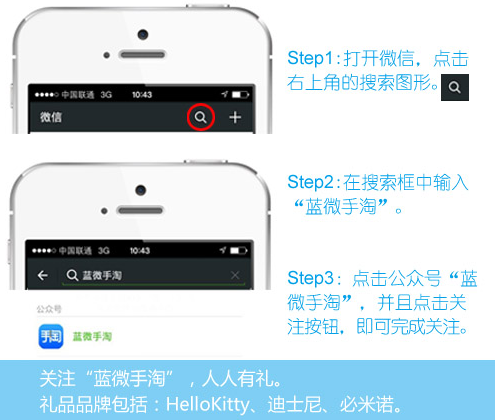 中国联通 3G 10:43
微信
Step1:打开微信，点击
右上角的搜索图形。
中国联通 3G 10:43
蓝微手淘
公众号
手淘 蓝微手淘
Step2:在搜索框中输入
“蓝微手淘”。
Step3：点击公众号“蓝
微手淘”，并且点击关
注按钮，即可完成关注。
关注“蓝微手淘”，人人有礼。
礼品品牌包括：HelloKitty、迪士尼、必米诺。